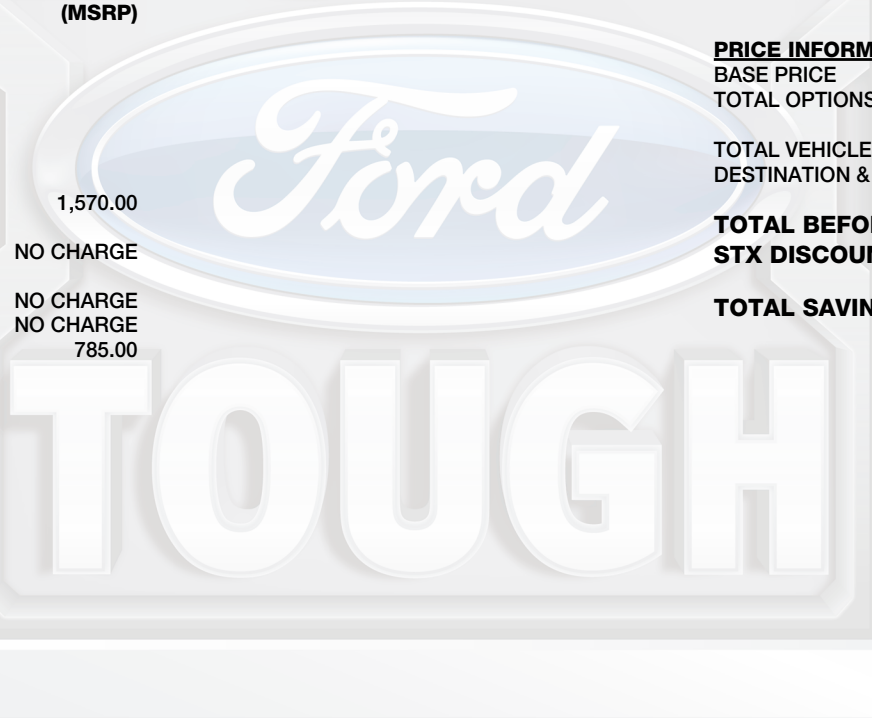 (MSRP)
1,570.00
NO CHARGE
NO CHARGE
NO CHARGE
785.00
PRICE INFORM
BASE PRICE
TOTAL OPTIONS
TOTAL VEHICLE
DESTINATION &
TOTAL BEFO
STX DISCOU
TOTAL SAVIN
Ford
TOUGH